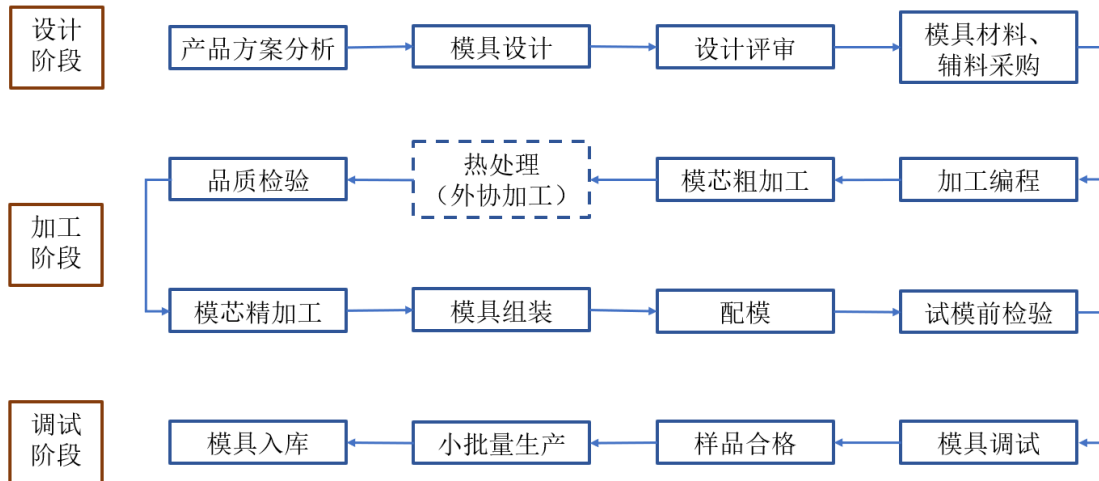 设计
阶段
产品方案分析
模具设计
设计评审
模具材料、
辅料采购
加工
阶段
品质检验
热处理
（外协加工）
模芯粗加工
加工编程
模芯精加工
模具组装
配模
试模前检验
调试
阶段
模具入库
小批量生产
样品合格
模具调试